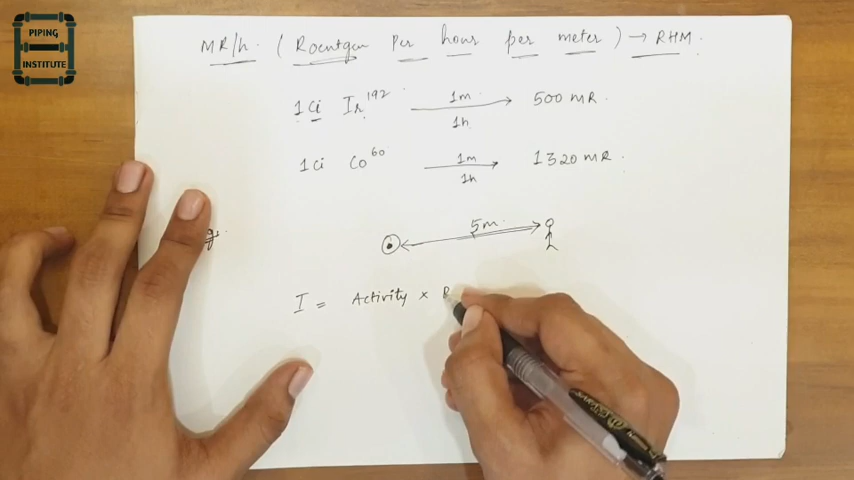 PIPING
INSTITUTE
MR/h. ( Roentgen Per hour per meter ) → RHM.
1 Ci Ir¹⁹² 1m 1h 500 MR.
1 Ci Co⁶⁰ 1m 1h 1320 MR
5m.
I = Activity × R